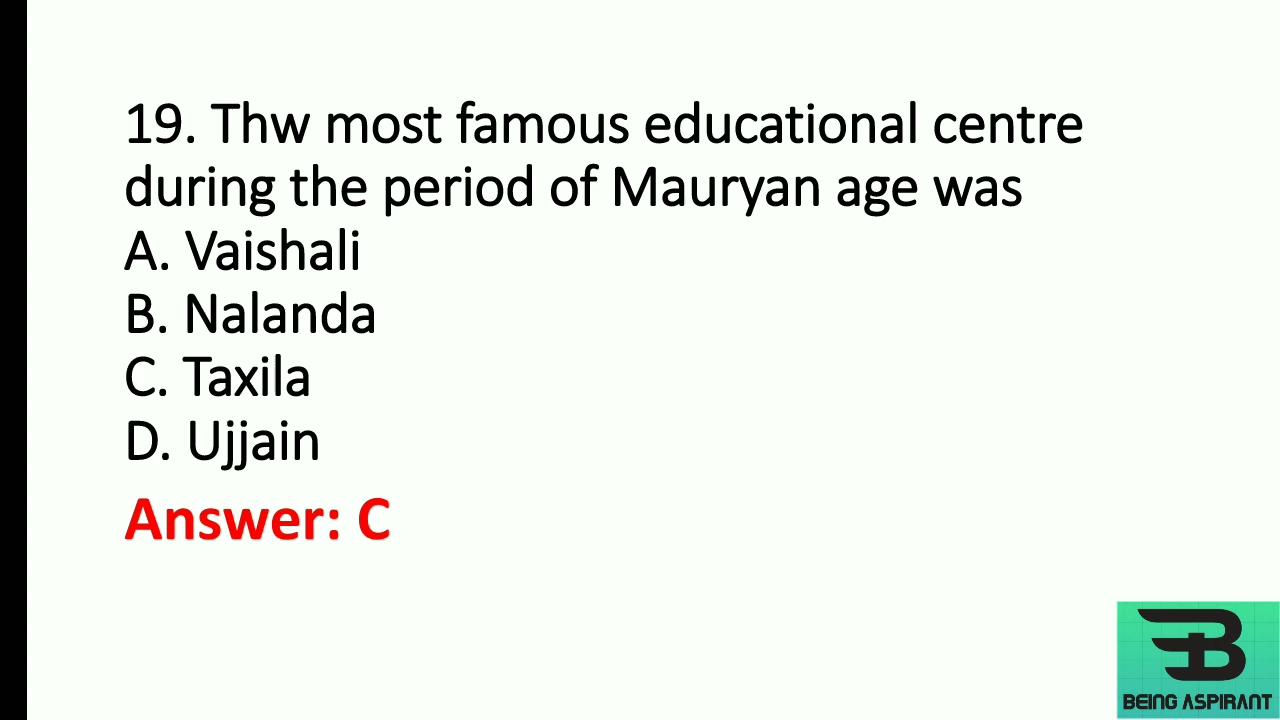 19. Thw most famous educational centre
during the period of Mauryan age was
A. Vaishali
B. Nalanda
C. Taxila
D. Ujjain
Answer: C
B
BEING ASPIRANT